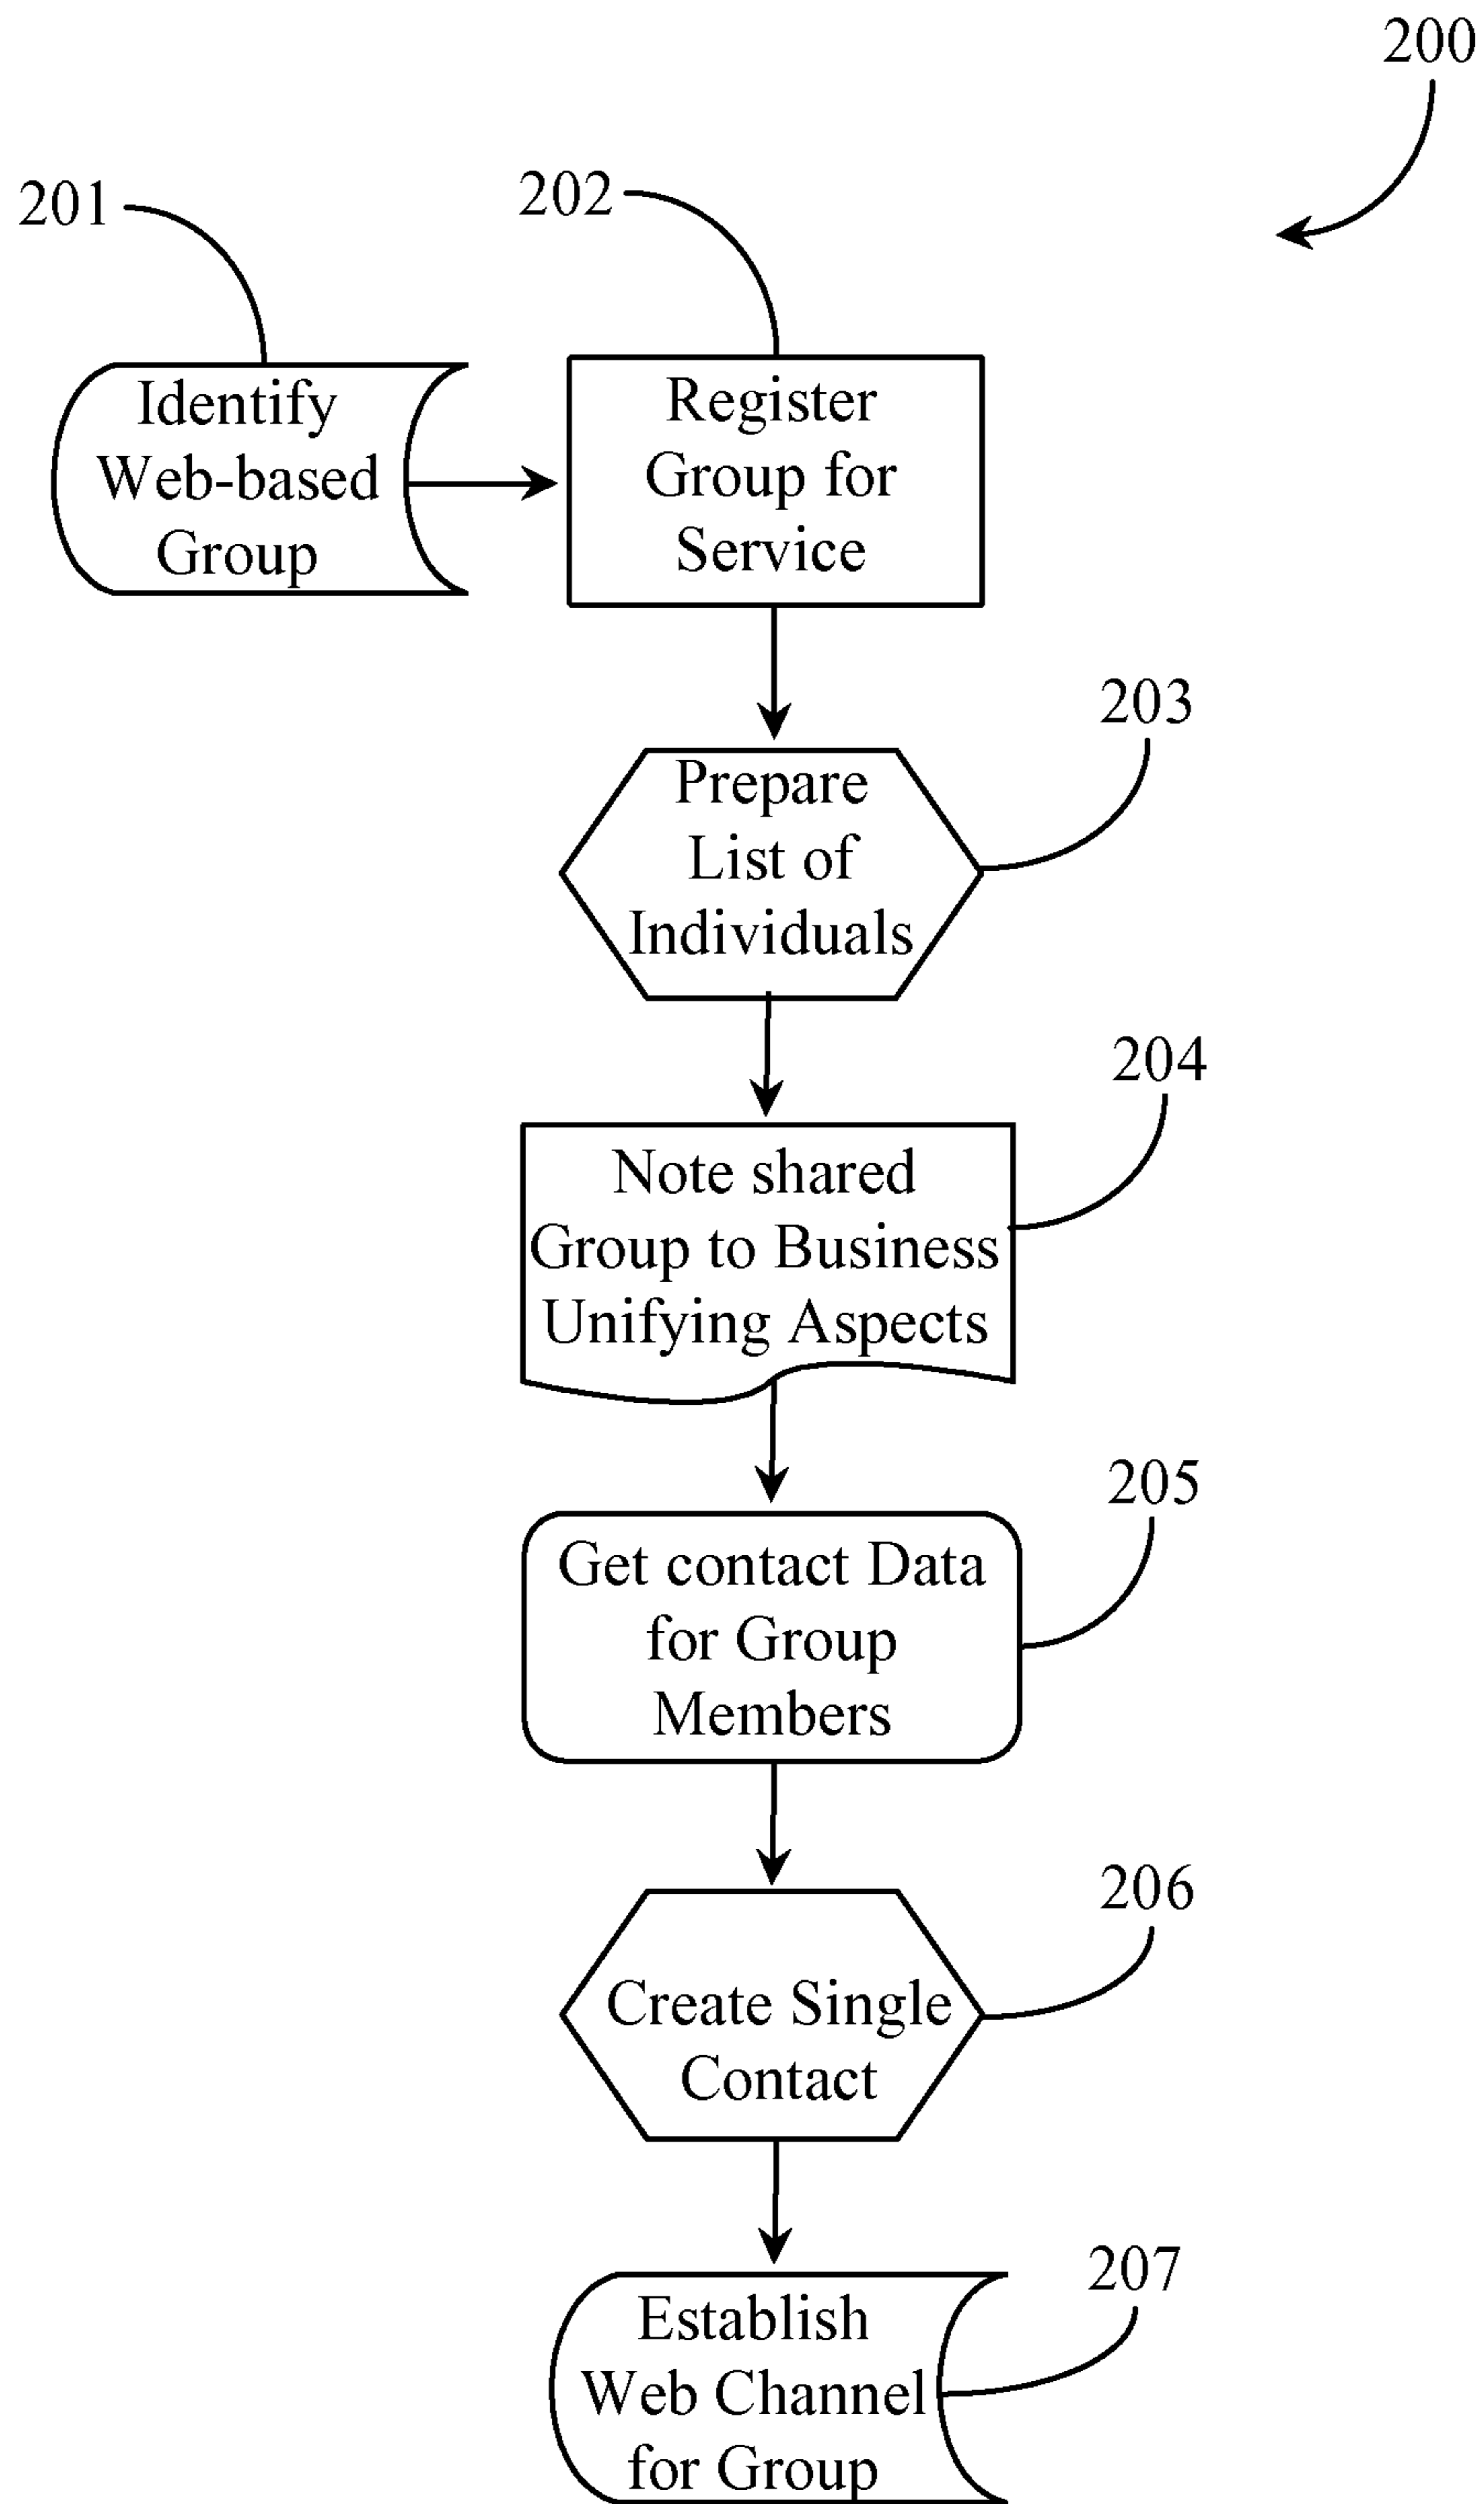 200
201
202
Identify
Web-based
Group
Register
Group for
Service
203
Prepare
List of
Individuals
204
Note shared
Group to Business
Unifying Aspects
205
Get contact Data
for Group
Members
206
Create Single
Contact
207
Establish
Web Channel
for Group